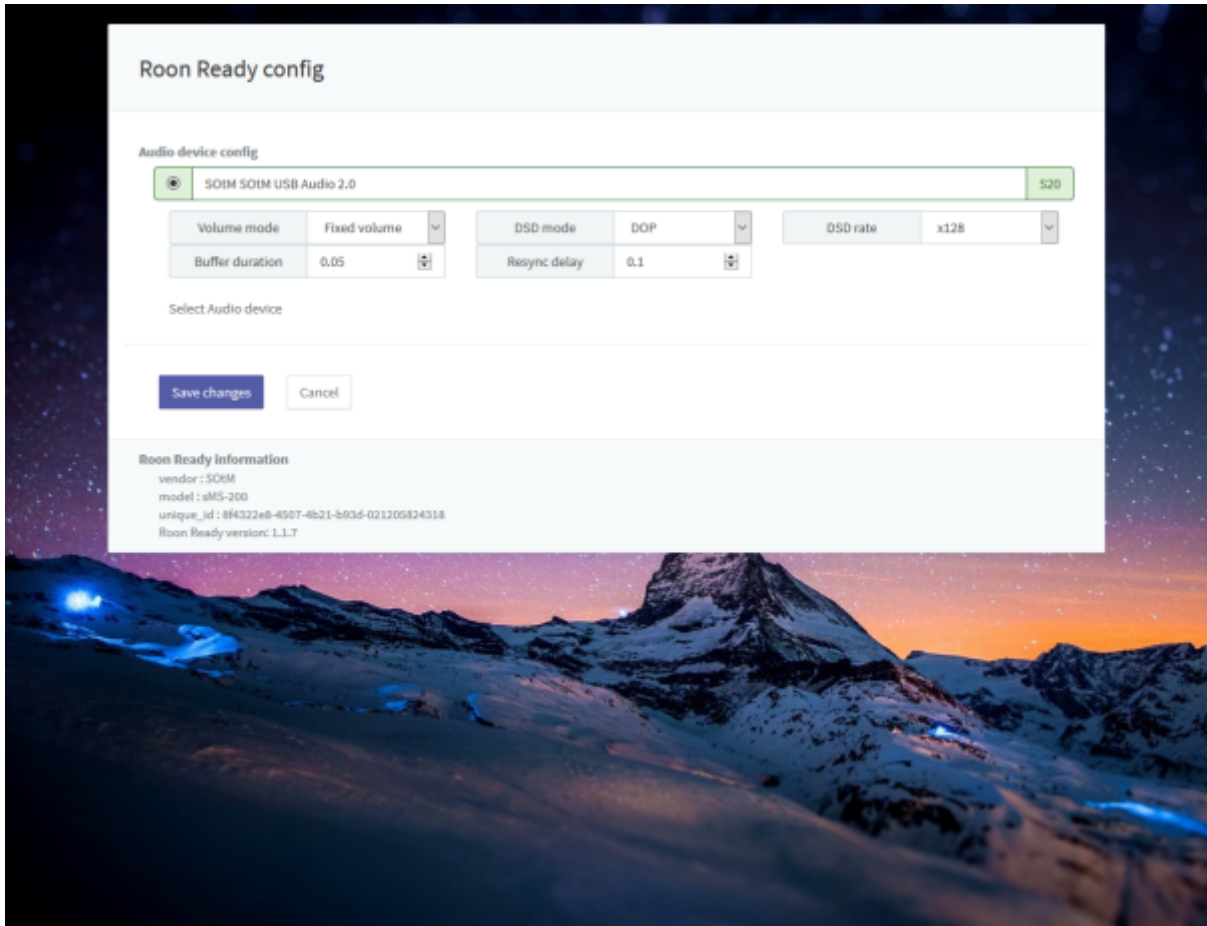 Roon Ready config
Audio device config
SOtM SOtM USB Audio 2.0 S20
Volume mode Fixed volume DSD mode DOP DSD rate x128
Buffer duration 0.05 Resync delay 0.1
Select Audio device
Save changes Cancel
Roon Ready information
vendor : SOtM
model : sMS-200
unique_id : 8f4322e8-4507-4b21-b93d-021205824318
Roon Ready version: 1.1.7